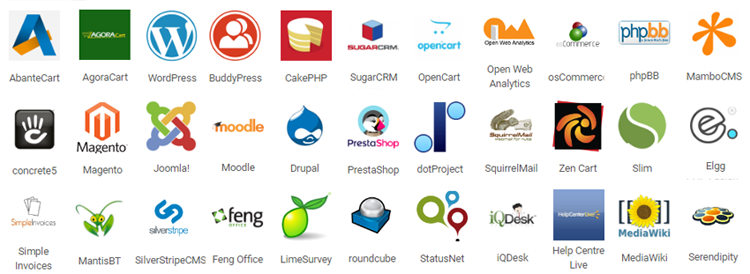 AGORACart
SUGARCRM
opencart
Open Web Analytics
osCommerce
phpBB
AbanteCart
AgoraCart
WordPress
BuddyPress
CakePHP
SugarCRM
OpenCart
Open Web
Analytics
osCommerce
phpBB
MamboCMS
Magento
moodle
PRESTASHOP
SquirrelMail
concrete5
Magento
Joomla!
Moodle
Drupal
PrestaShop
dotProject
SquirrelMail
Zen Cart
Slim
Elgg
SimpleInvoices
silverstripe
feng
OFFICE
iQDesk
HelpCenterLive
MEDIAWIKI
Simple
Invoices
MantisBT
SilverStripeCMS
Feng Office
LimeSurvey
roundcube
StatusNet
iQDesk
Help Centre
Live
MediaWiki
Serendipity